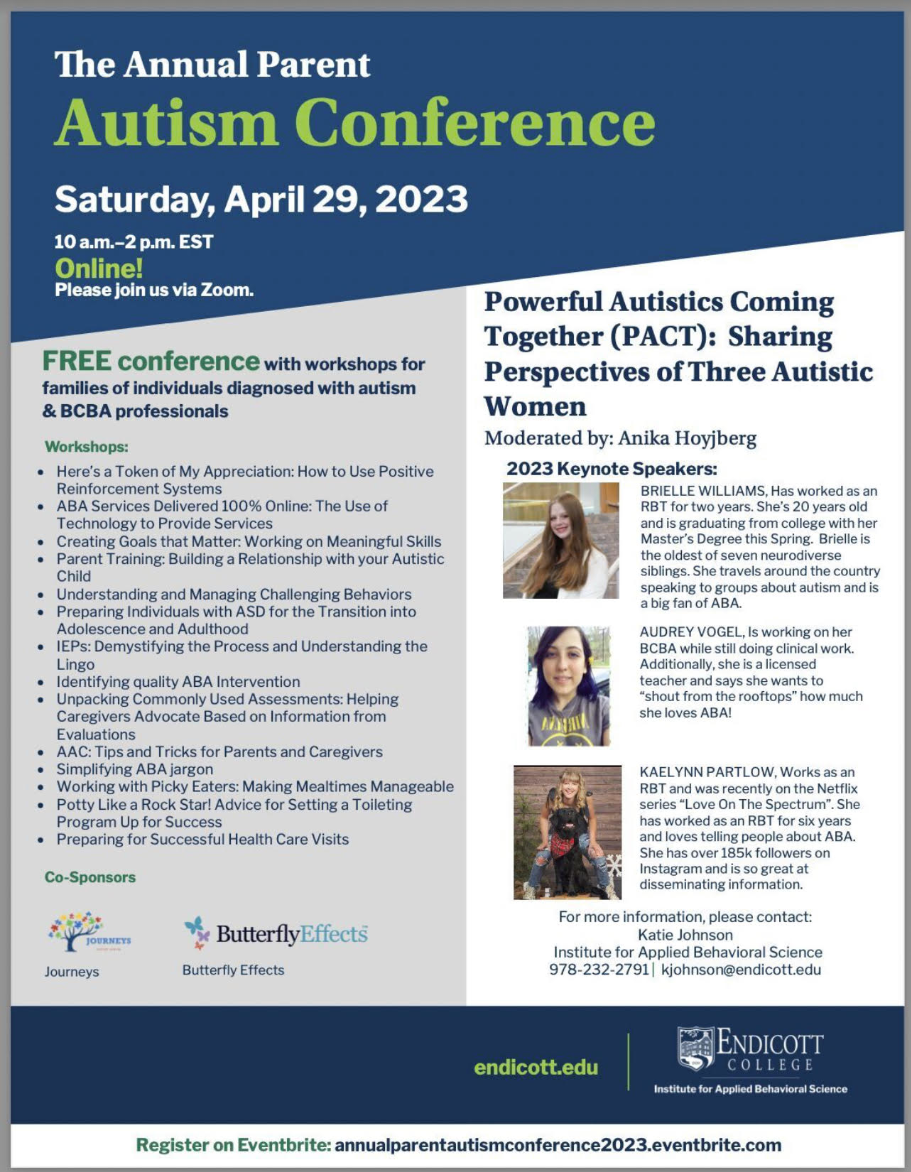 The Annual Parent
Autism Conference
Saturday, April 29, 2023
10 a.m.–2 p.m. EST
Online!
Please join us via Zoom.
FREE conference with workshops for
families of individuals diagnosed with autism
& BCBA professionals
Workshops:
• Here's a Token of My Appreciation: How to Use Positive
Reinforcement Systems
• ABA Services Delivered 100% Online: The Use of
Technology to Provide Services
• Creating Goals that Matter: Working on Meaningful Skills
• Parent Training: Building a Relationship with your Autistic
Child
• Understanding and Managing Challenging Behaviors
• Preparing Individuals with ASD for the Transition into
Adolescence and Adulthood
• IEPs: Demystifying the Process and Understanding the
Lingo
• Identifying quality ABA Intervention
• Unpacking Commonly Used Assessments: Helping
Caregivers Advocate Based on Information from
Evaluations
• AAC: Tips and Tricks for Parents and Caregivers
• Simplifying ABA jargon
• Working with Picky Eaters: Making Mealtimes Manageable
• Potty Like a Rock Star! Advice for Setting a Toileting
Program Up for Success
• Preparing for Successful Health Care Visits
Co-Sponsors
JOURNEYS
Journeys
ButterflyEffects
Butterfly Effects
Powerful Autistics Coming
Together (PACT): Sharing
Perspectives of Three Autistic
Women
Moderated by: Anika Hoyjberg
2023 Keynote Speakers:
BRIELLE WILLIAMS, Has worked as an
RBT for two years. She's 20 years old
and is graduating from college with her
Master's Degree this Spring. Brielle is
the oldest of seven neurodiverse
siblings. She travels around the country
speaking to groups about autism and is
a big fan of ABA.
AUDREY VOGEL, Is working on her
BCBA while still doing clinical work.
Additionally, she is a licensed
teacher and says she wants to
“shout from the rooftops” how much
she loves ABA!
KAELYNN PARTLOW, Works as an
RBT and was recently on the Netflix
series “Love On The Spectrum”. She
has worked as an RBT for six years
and loves telling people about ABA.
She has over 185k followers on
Instagram and is so great at
disseminating information.
For more information, please contact:
Katie Johnson
Institute for Applied Behavioral Science
978-232-2791| kjohnson@endicott.edu
endicott.edu
ENDICOTT
COLLEGE
Institute for Applied Behavioral Science
Register on Eventbrite: annualparentautismconference2023.eventbrite.com